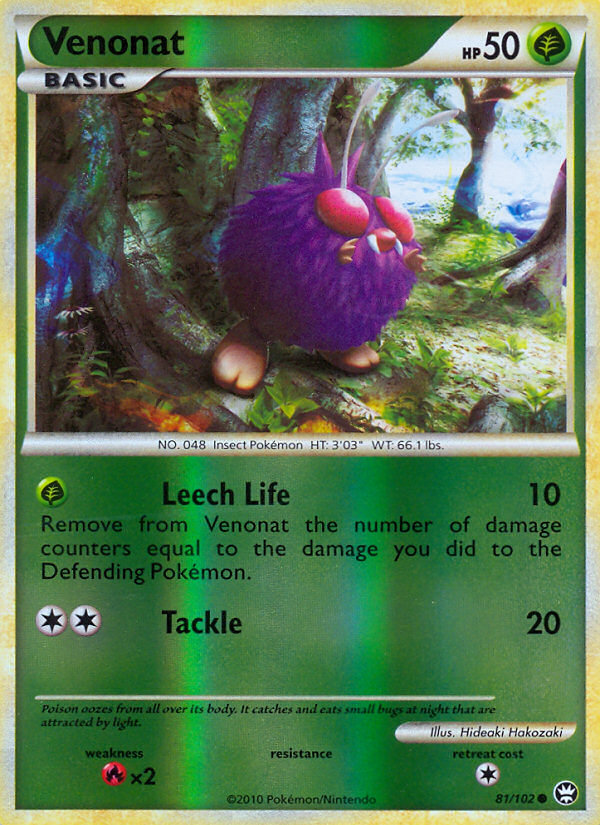 Venonat
HP 50
BASIC
NO. 048 Insect Pokémon HT: 3'03" WT: 66.1 lbs.
Leech Life 10
Remove from Venonat the number of damage
counters equal to the damage you did to the
Defending Pokémon.
Tackle 20
Poison oozes from all over its body. It catches and eats small bugs at night that are
attracted by light.
Illus. Hideaki Hakozaki
weakness resistance retreat cost
×2
©2010 Pokémon/Nintendo 81/102